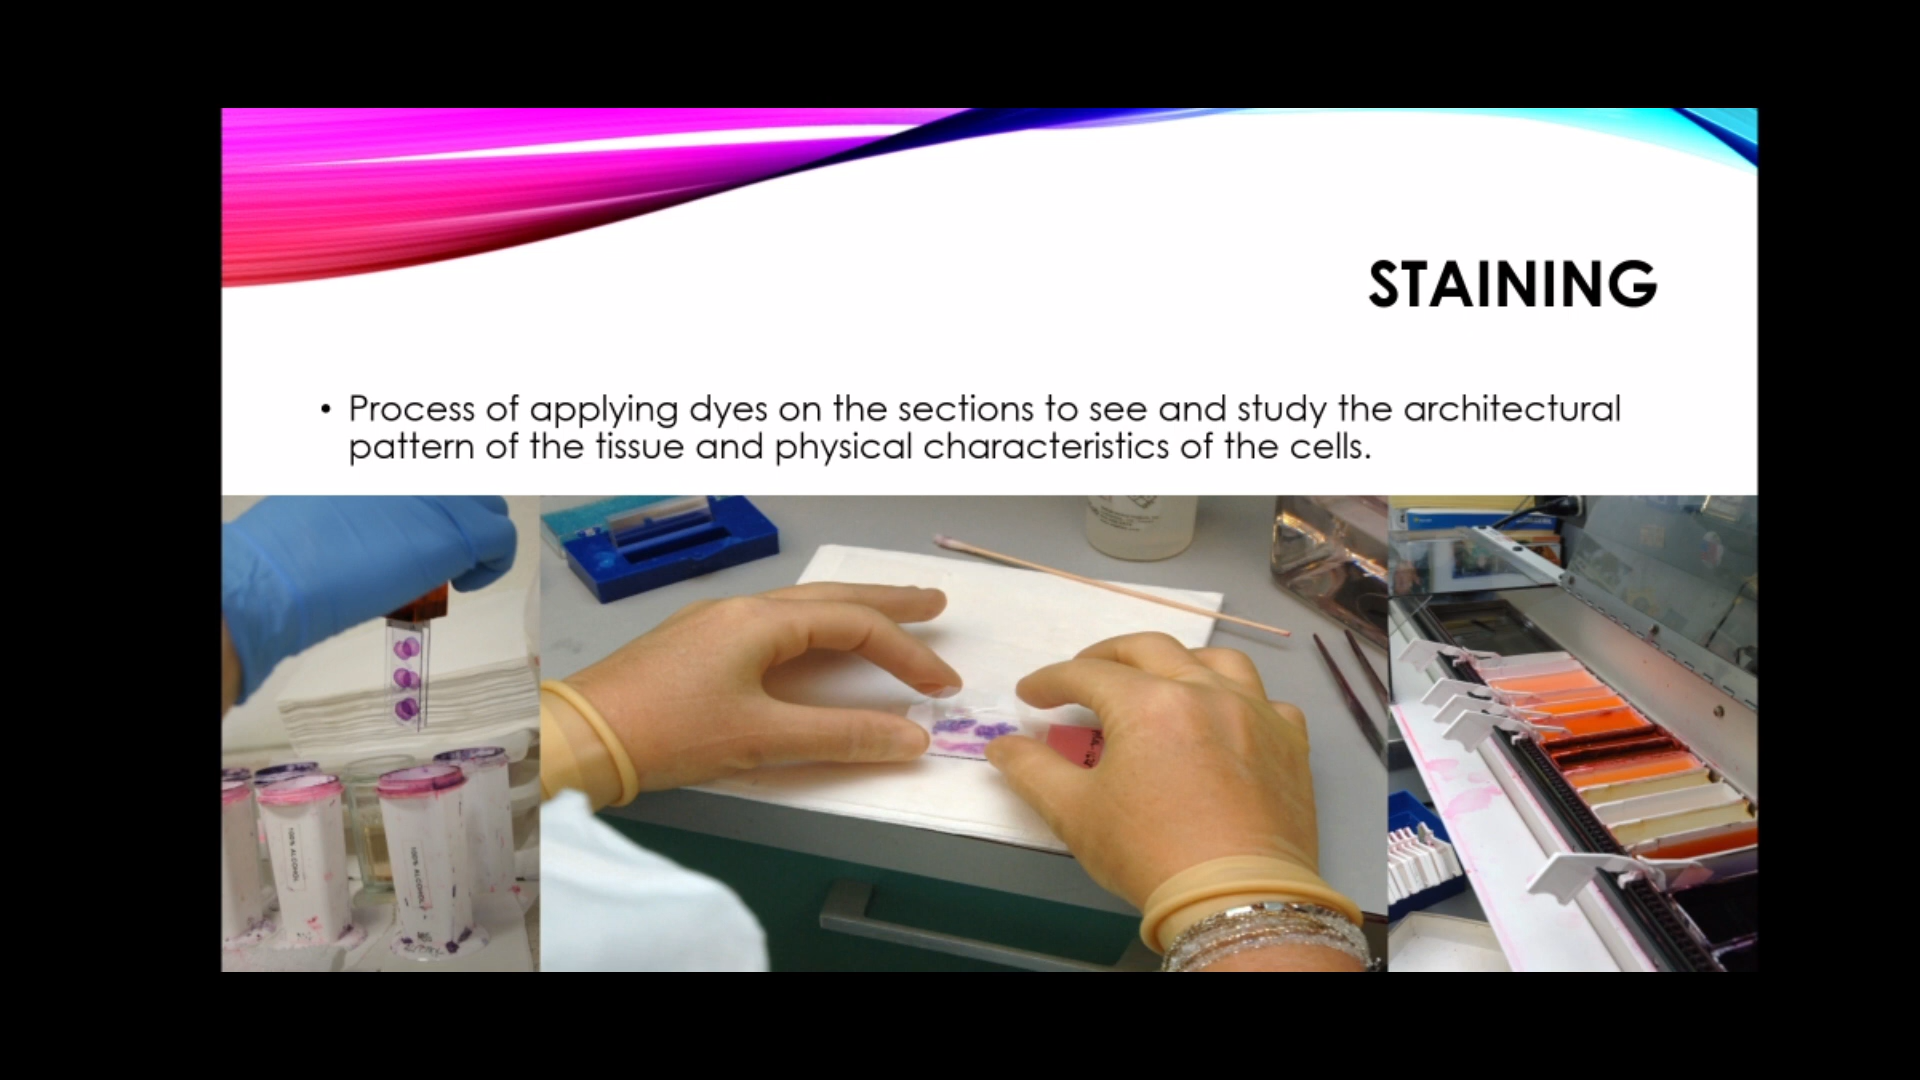 STAINING
• Process of applying dyes on the sections to see and study the architectural
pattern of the tissue and physical characteristics of the cells.
100% ALCOHOL
100% ALCOHOL